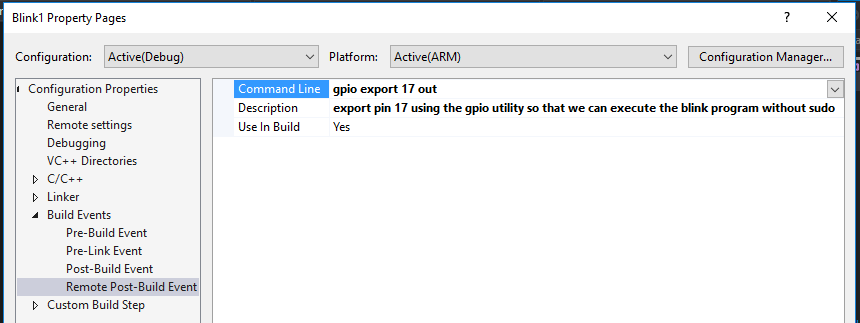 Blink1 Property Pages
? ×
Configuration: Active(Debug) Platform: Active(ARM) Configuration Manager...
Configuration Properties
General
Remote settings
Debugging
VC++ Directories
C/C++
Linker
Build Events
Pre-Build Event
Pre-Link Event
Post-Build Event
Remote Post-Build Event
Custom Build Step
Command Line gpio export 17 out
Description export pin 17 using the gpio utility so that we can execute the blink program without sudo
Use In Build Yes